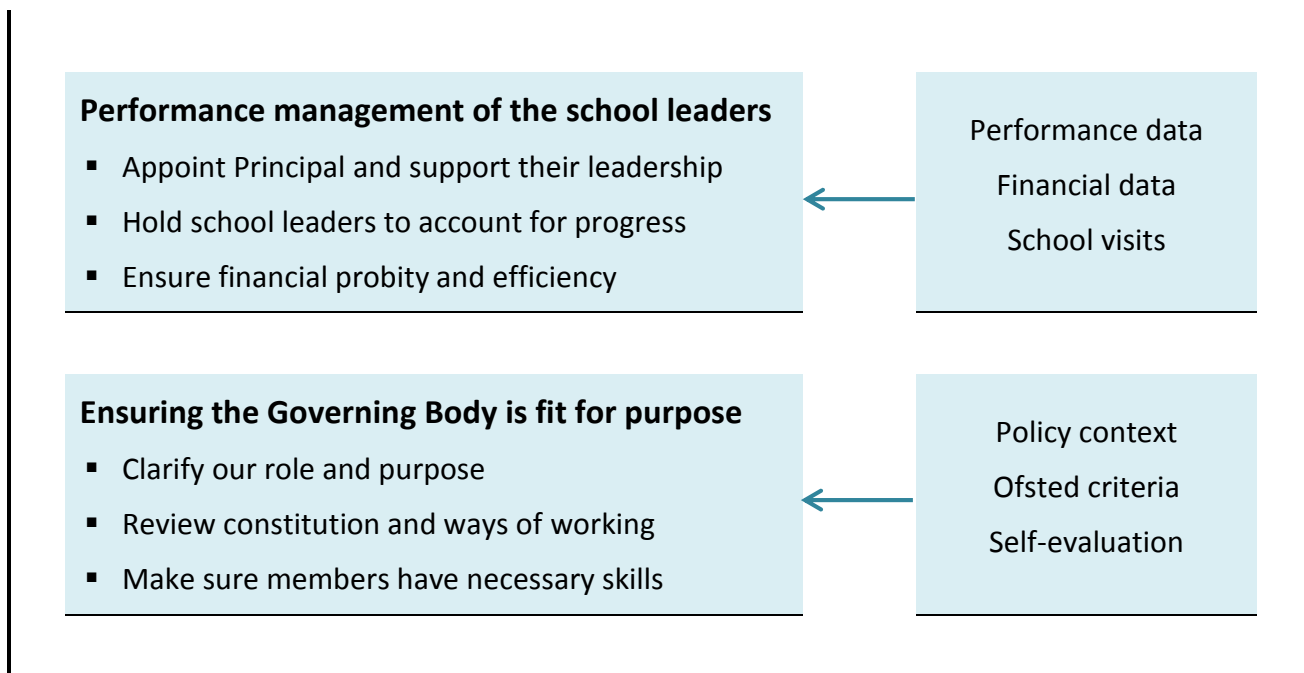 Performance management of the school leaders
▪ Appoint Principal and support their leadership
▪ Hold school leaders to account for progress
▪ Ensure financial probity and efficiency
Performance data
Financial data
School visits
Ensuring the Governing Body is fit for purpose
▪ Clarify our role and purpose
▪ Review constitution and ways of working
▪ Make sure members have necessary skills
Policy context
Ofsted criteria
Self-evaluation